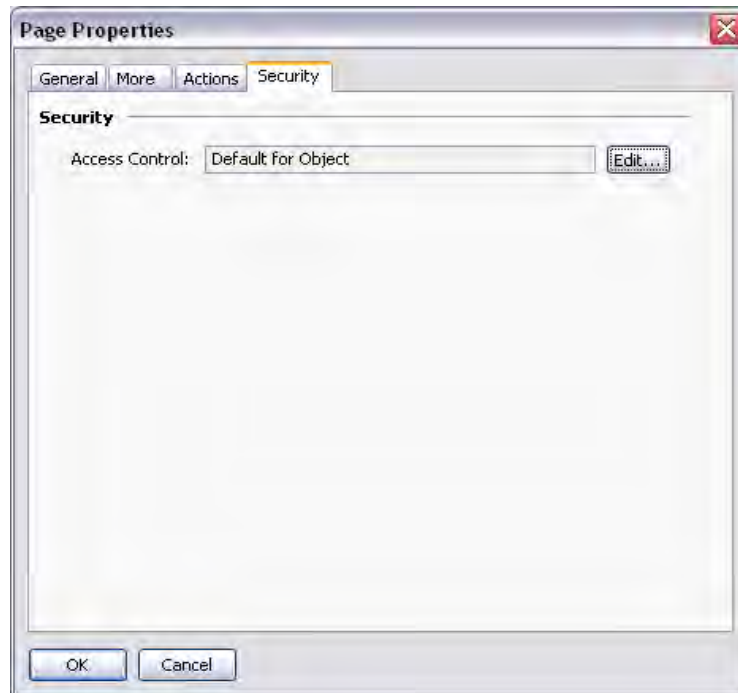 Page Properties
General More Actions Security
Security
Access Control: Default for Object Edit...
OK Cancel